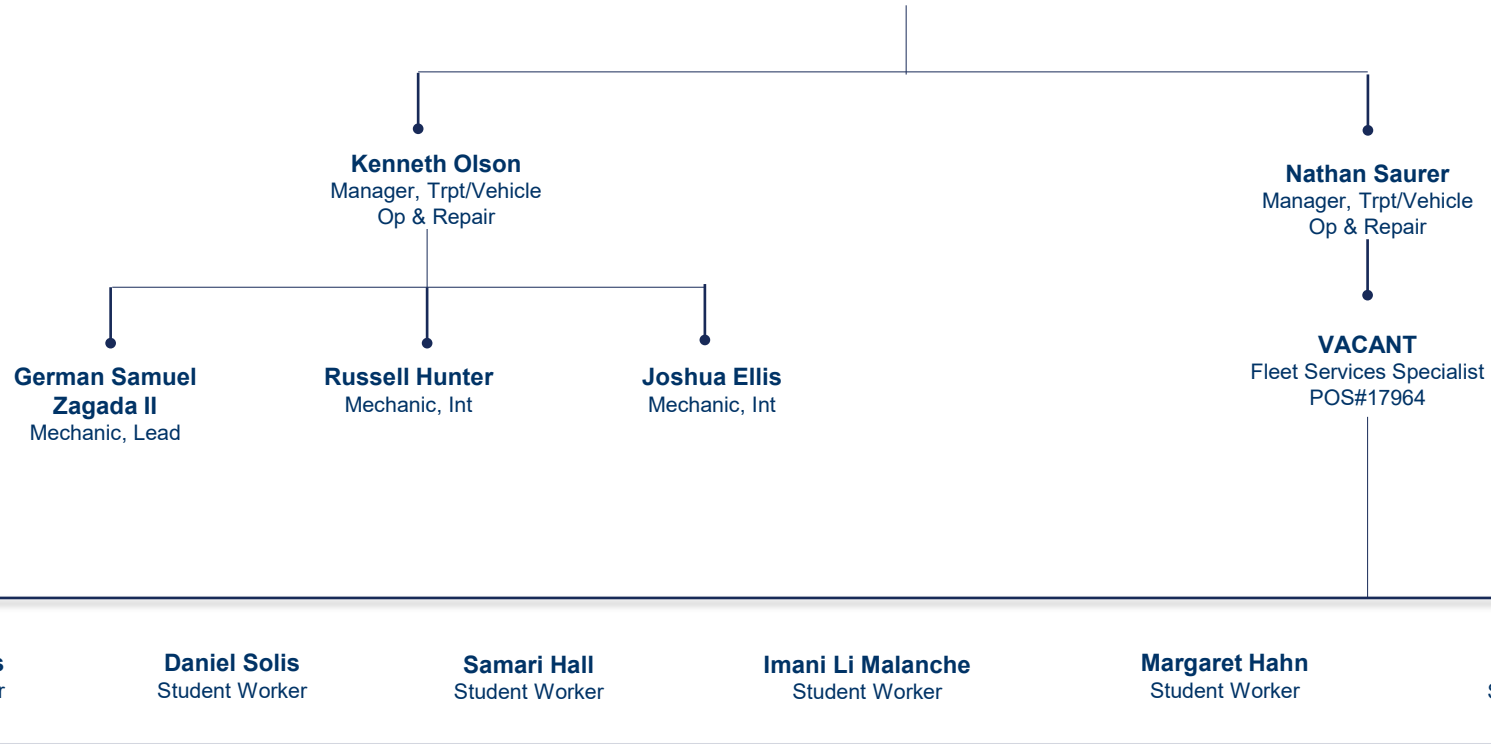 Kenneth Olson
Manager, Trpt/Vehicle
Op & Repair
Nathan Saurer
Manager, Trpt/Vehicle
Op & Repair
German Samuel
Zagada II
Mechanic, Lead
Russell Hunter
Mechanic, Int
Joshua Ellis
Mechanic, Int
VACANT
Fleet Services Specialist
POS#17964
Daniel Solis
Student Worker
Samari Hall
Student Worker
Imani Li Malanche
Student Worker
Margaret Hahn
Student Worker